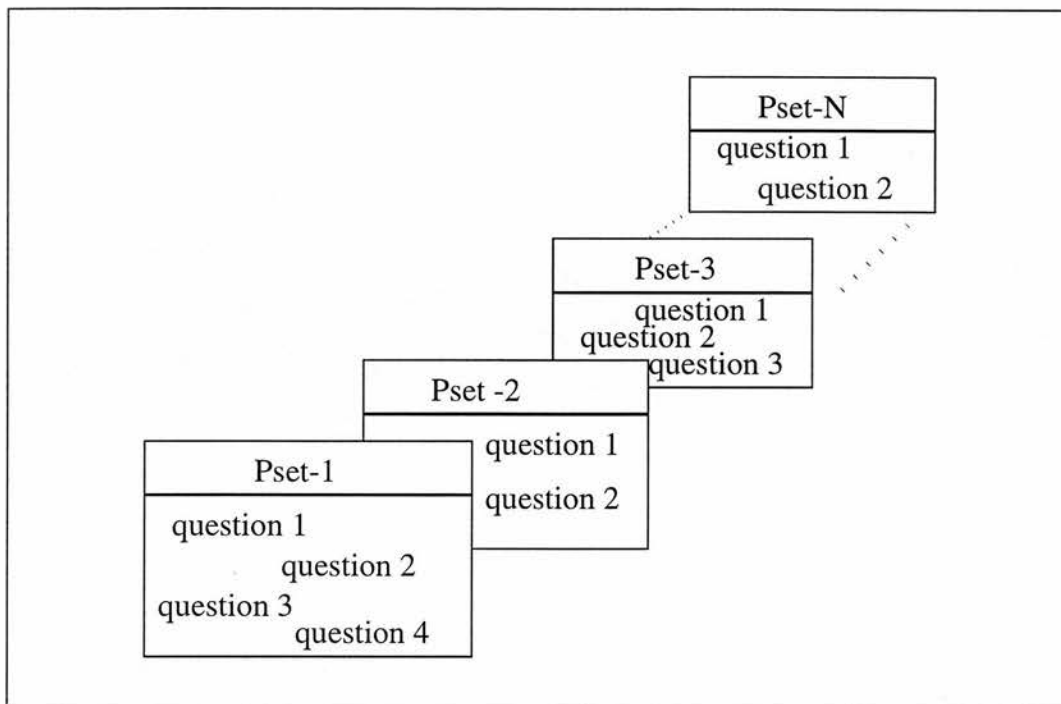 Pset-N
question 1
question 2
Pset-3
question 1
question 2
question 3
Pset -2
question 1
question 2
Pset-1
question 1
question 2
question 3
question 4